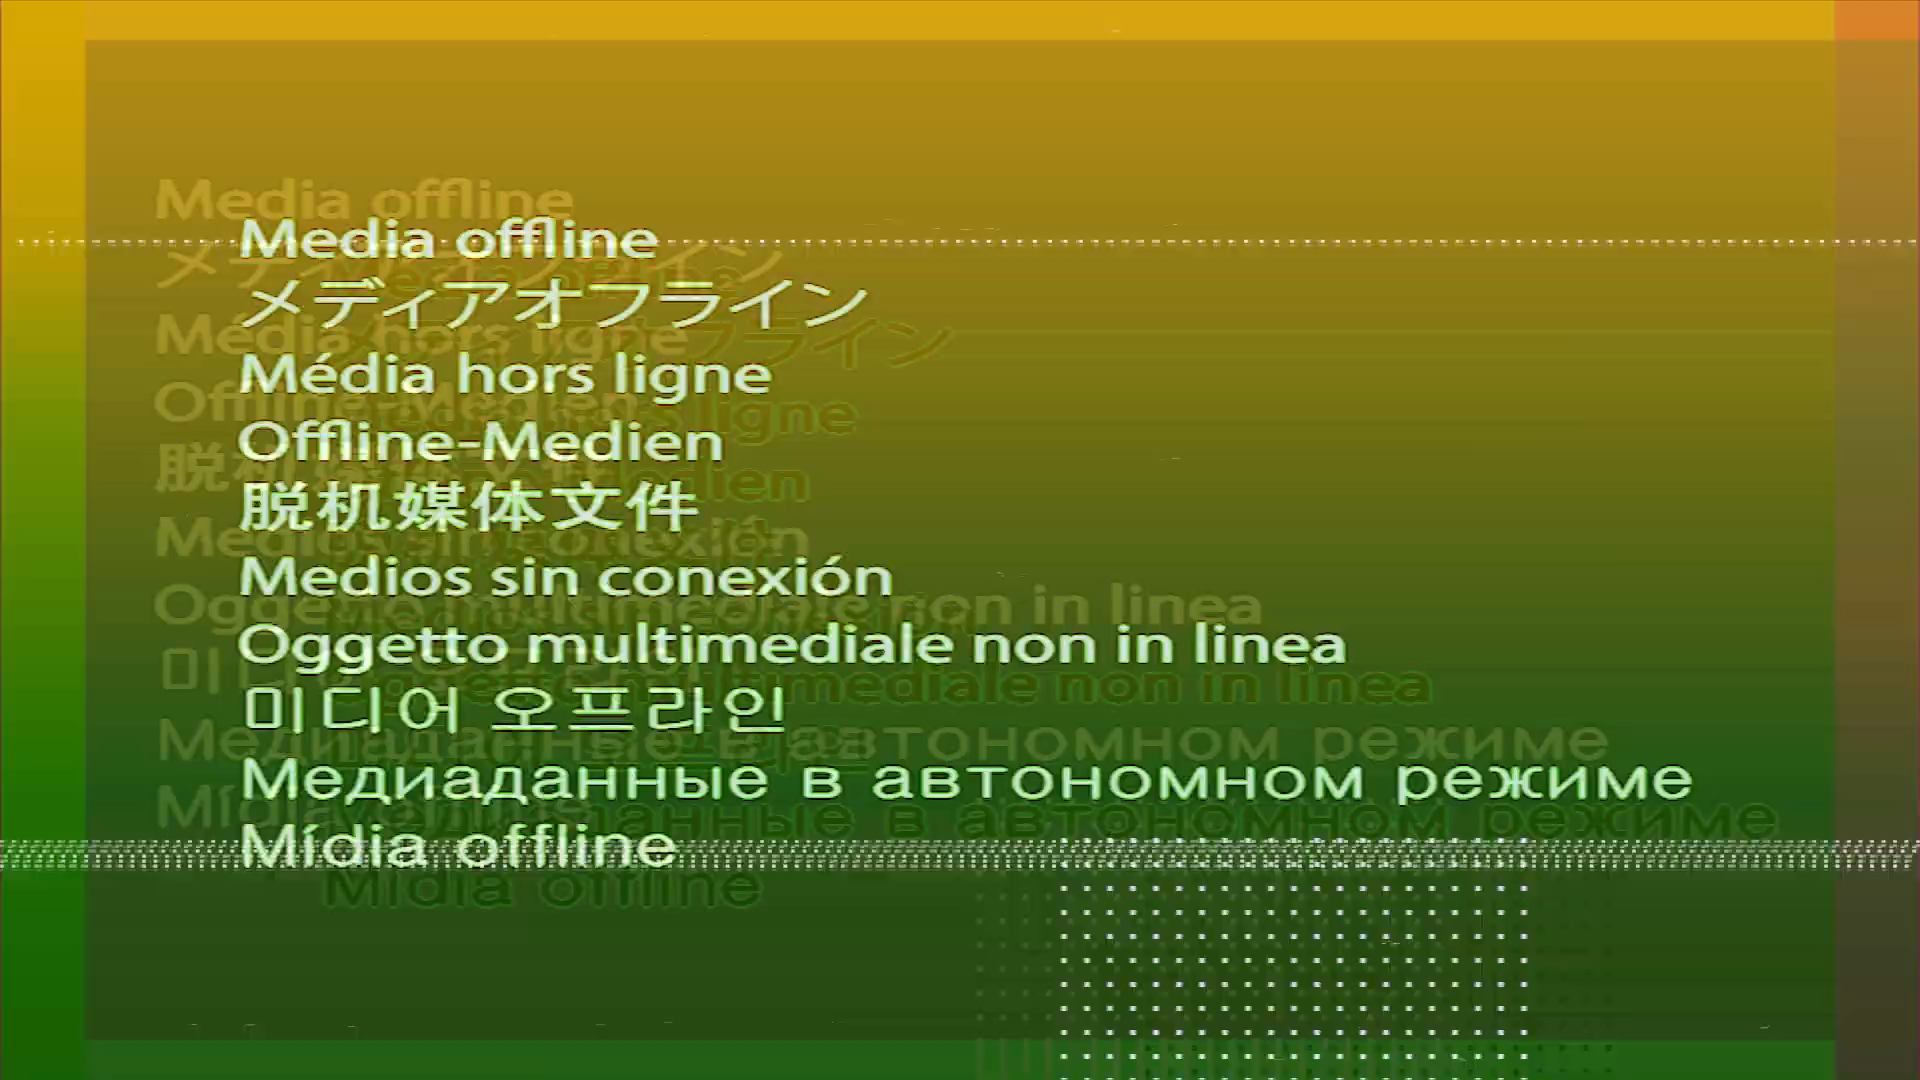 Media offline
メディアオフライン
Média hors ligne
Offline-Medien
脱机媒体文件
Medios sin conexión
Oggetto multimediale non in linea
미디어 오프라인
Медиаданные в автономном режиме
Mídia offline